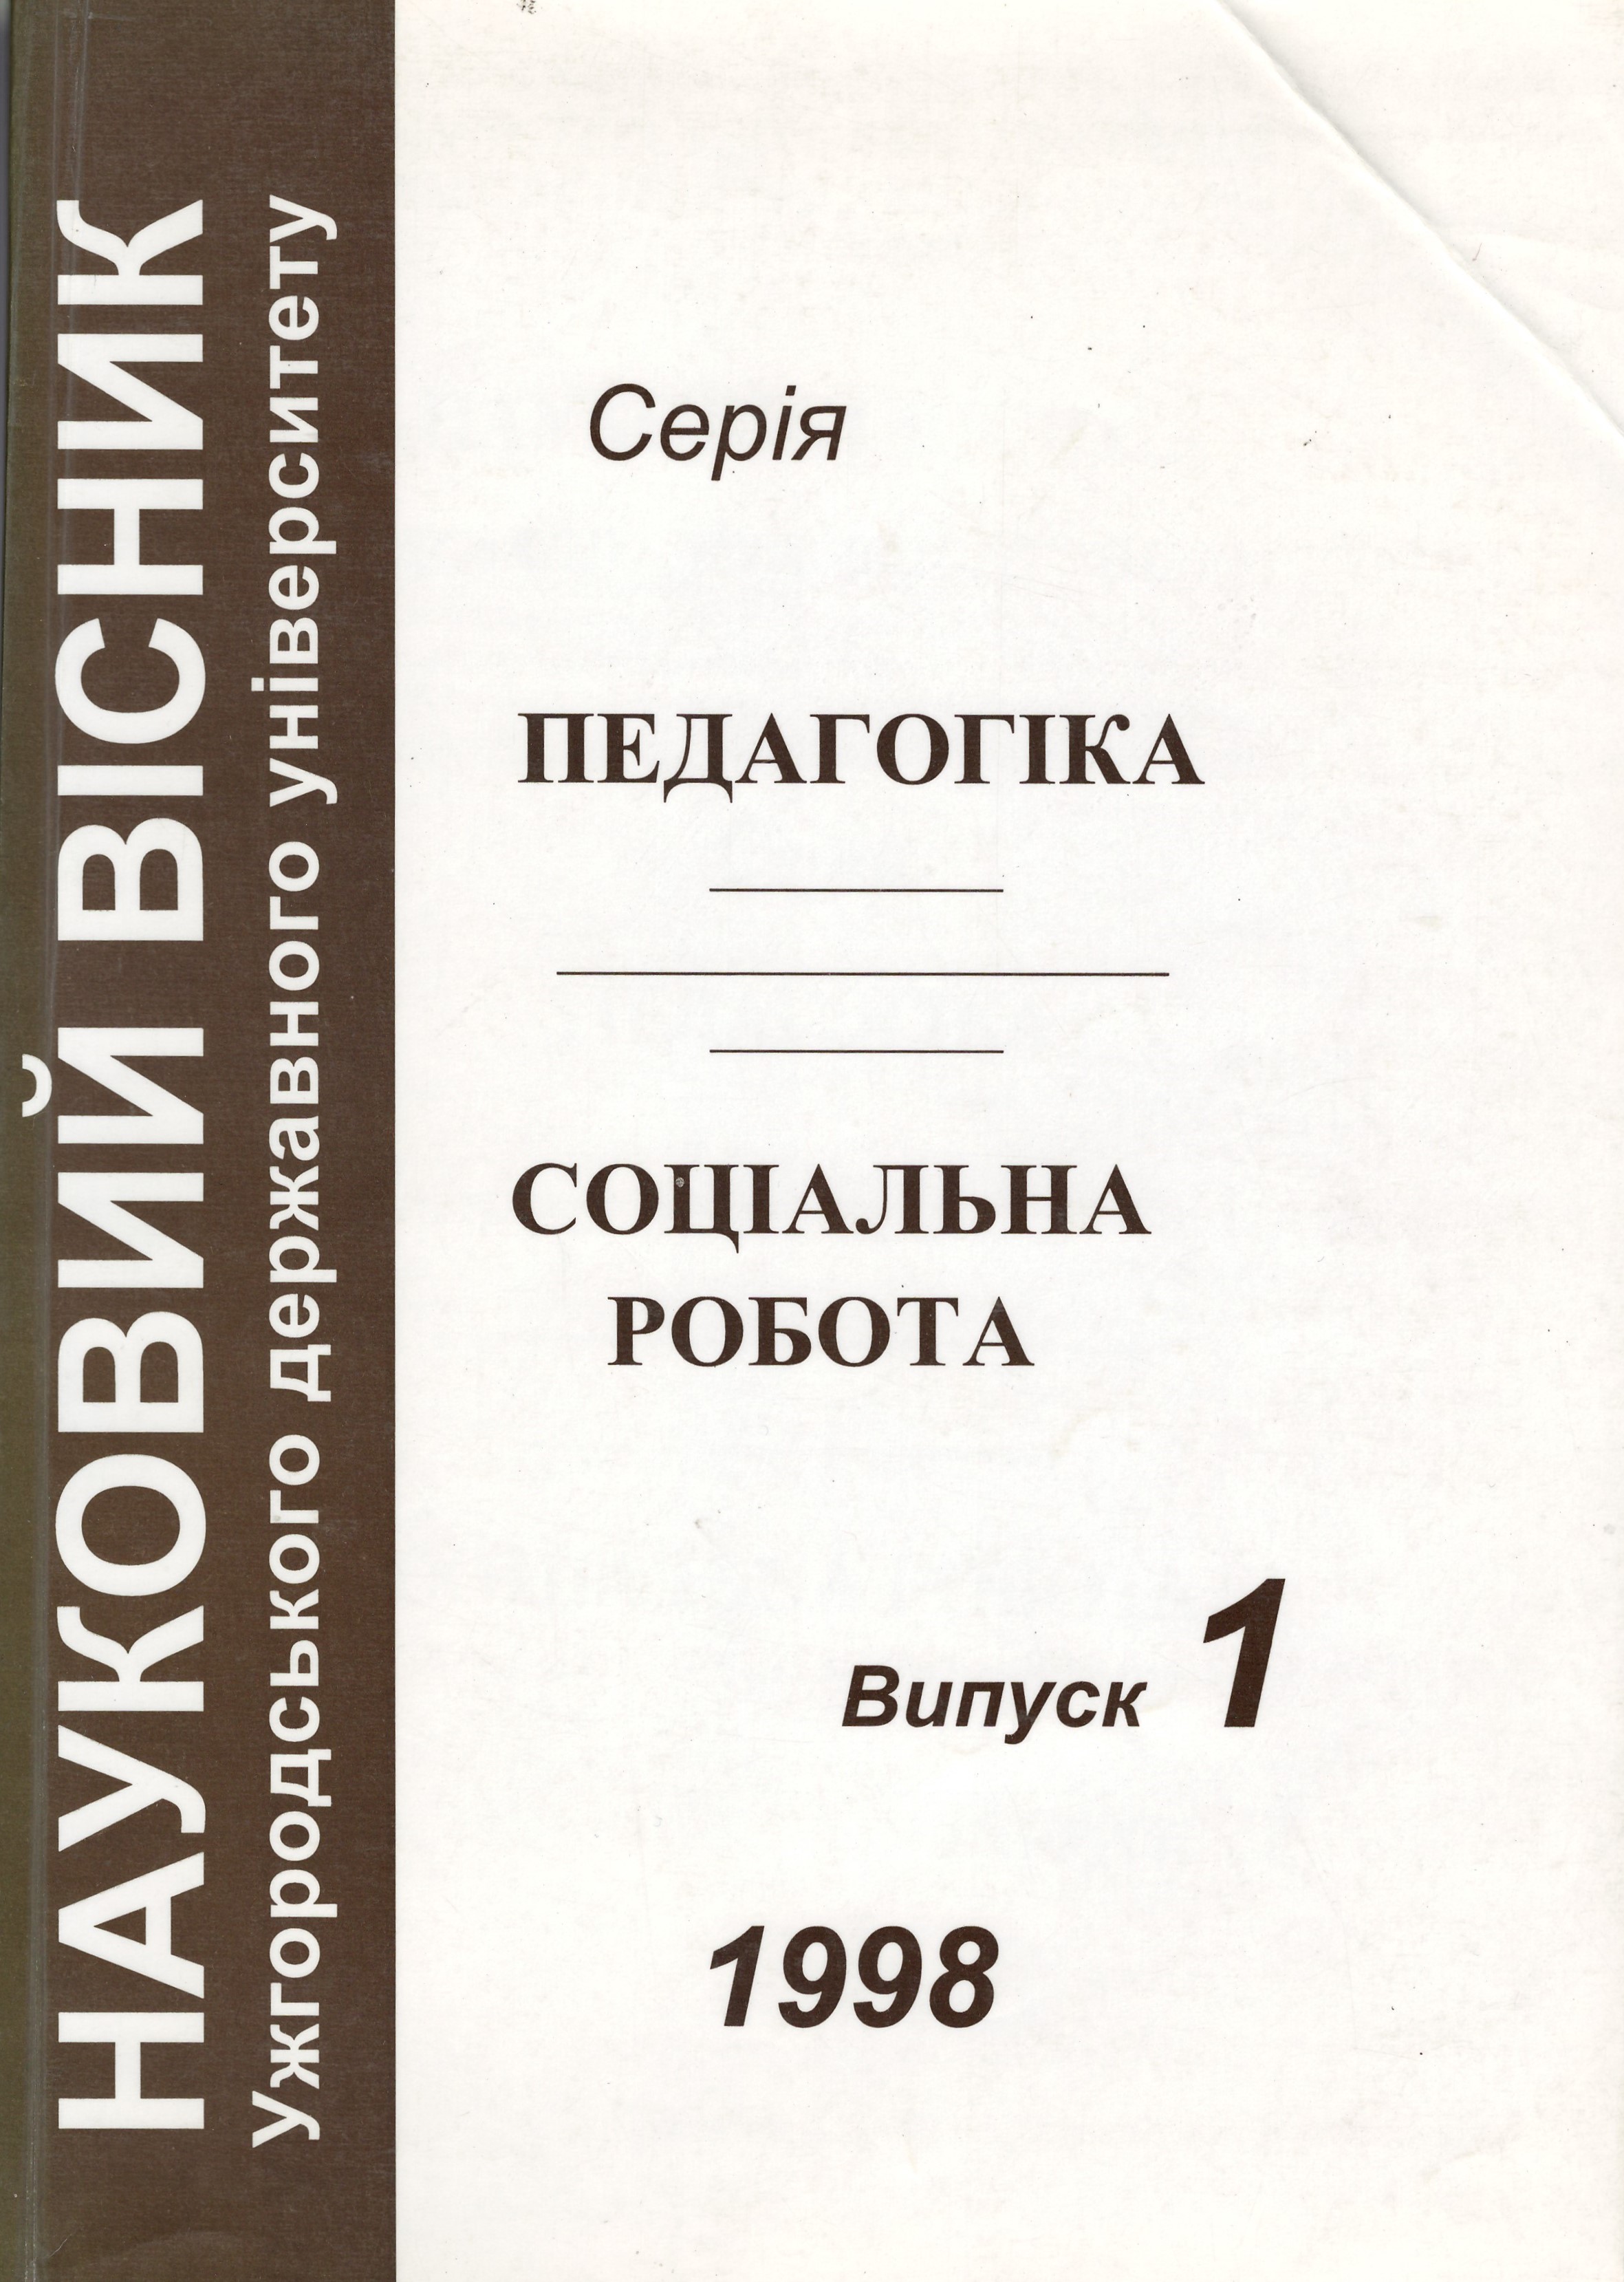 НАУКОВИЙ ВІСНИК
Ужгородського державного університету
Серія
ПЕДАГОГІКА
СОЦІАЛЬНА
РОБОТА
Випуск 1
1998